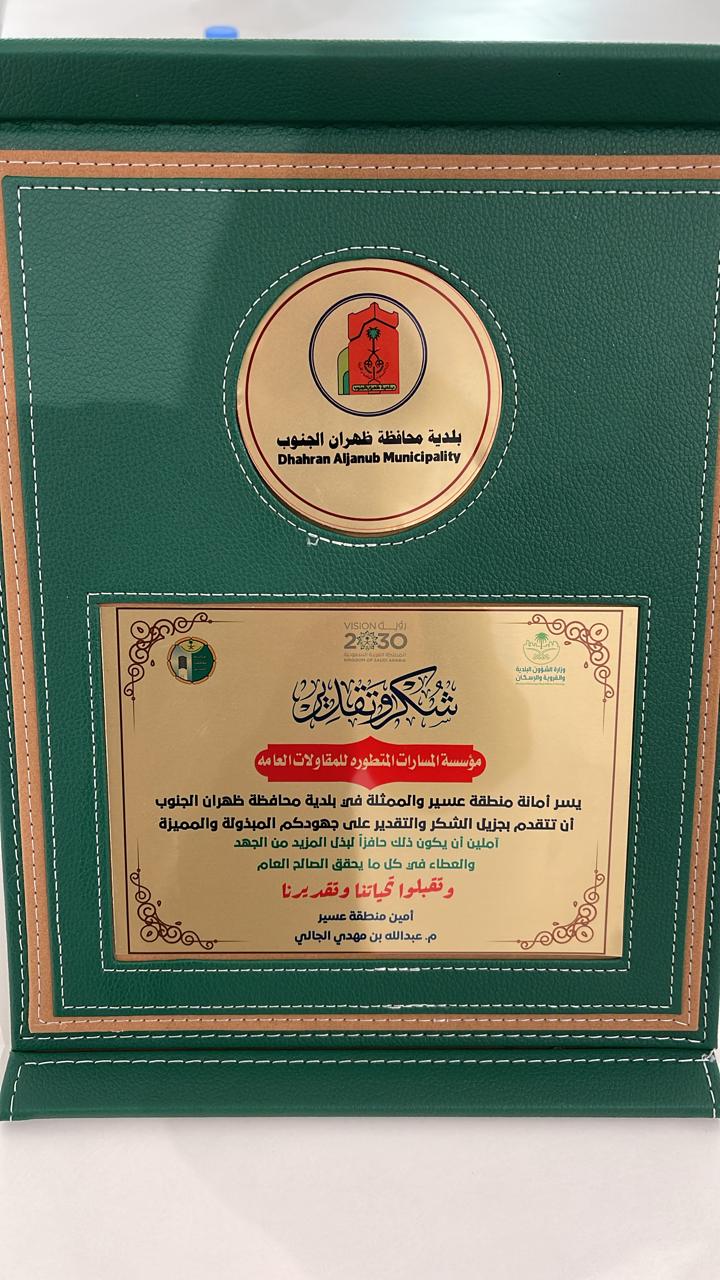 بلدية محافظة ظهران الجنوب
Dhahran Aljanub Municipality
VISION رؤيــة
2030
المملكة العربية السعودية
KINGDOM OF SAUDI ARABIA
وزارة الشؤون البلدية
والقروية والإسكان
شكر وتقدير
مؤسسة المسارات المتطوره للمقاولات العامه
يسر أمانة منطقة عسير والممثلة في بلدية محافظة ظهران الجنوب
أن تتقدم بجزيل الشكر والتقدير على جهودكم المبذولة والمميزة
آملين أن يكون ذلك حافزاً لبذل المزيد من الجهد
والعطاء في كل ما يحقق الصالح العام
وتقبلوا تحياتنا وتقديرنا
أمين منطقة عسير
م. عبدالله بن مهدي الجالي